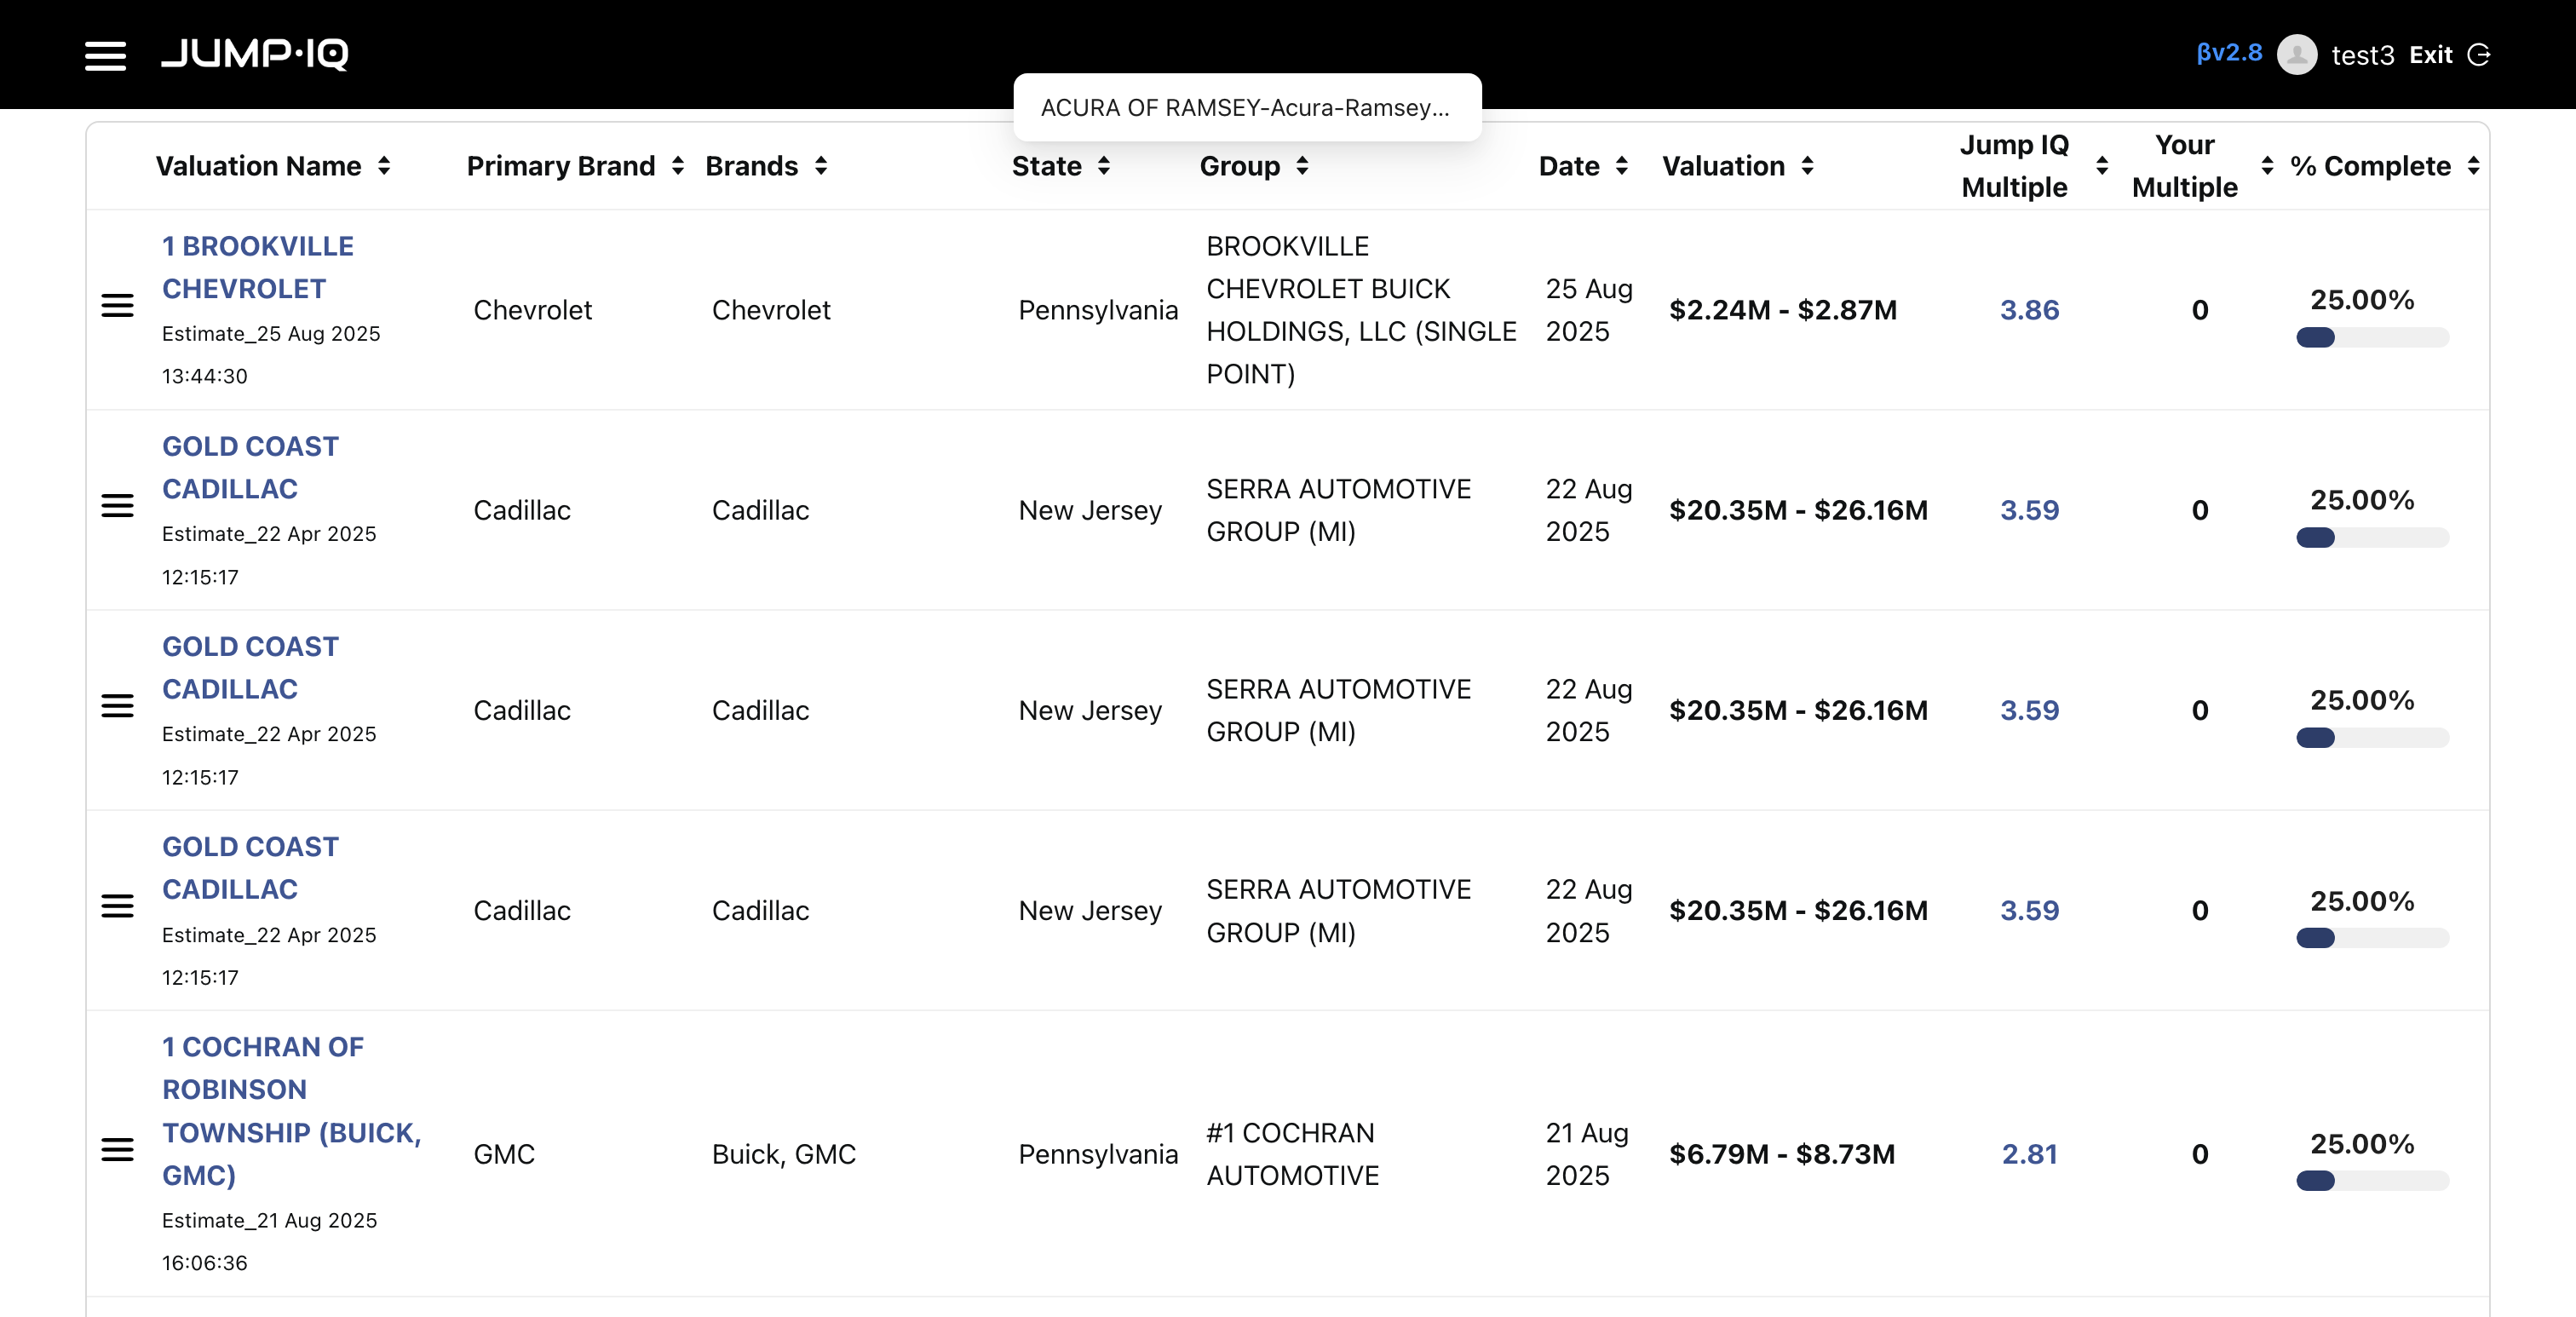 JUMP·IQ
βv2.8 test3 Exit
ACURA OF RAMSEY-Acura-Ramsey...
Valuation Name Primary Brand Brands State Group Date Valuation Jump IQ Multiple Your Multiple % Complete
1 BROOKVILLE
CHEVROLET
Estimate_25 Aug 2025
13:44:30
Chevrolet
Chevrolet
Pennsylvania
BROOKVILLE
CHEVROLET BUICK
HOLDINGS, LLC (SINGLE
POINT)
25 Aug
2025
$2.24M - $2.87M
3.86
0
25.00%
GOLD COAST
CADILLAC
Estimate_22 Apr 2025
12:15:17
Cadillac
Cadillac
New Jersey
SERRA AUTOMOTIVE
GROUP (MI)
22 Aug
2025
$20.35M - $26.16M
3.59
0
25.00%
GOLD COAST
CADILLAC
Estimate_22 Apr 2025
12:15:17
Cadillac
Cadillac
New Jersey
SERRA AUTOMOTIVE
GROUP (MI)
22 Aug
2025
$20.35M - $26.16M
3.59
0
25.00%
GOLD COAST
CADILLAC
Estimate_22 Apr 2025
12:15:17
Cadillac
Cadillac
New Jersey
SERRA AUTOMOTIVE
GROUP (MI)
22 Aug
2025
$20.35M - $26.16M
3.59
0
25.00%
1 COCHRAN OF
ROBINSON
TOWNSHIP (BUICK,
GMC)
Estimate_21 Aug 2025
16:06:36
GMC
Buick, GMC
Pennsylvania
#1 COCHRAN
AUTOMOTIVE
21 Aug
2025
$6.79M - $8.73M
2.81
0
25.00%